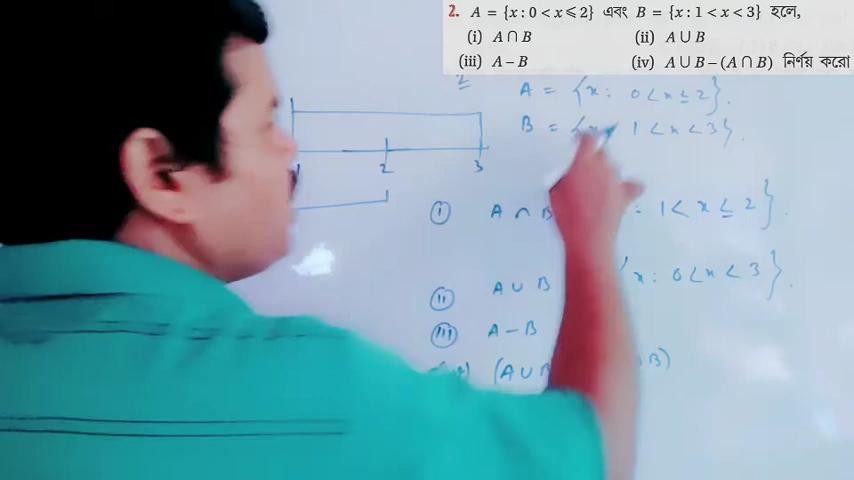 2. A = {x : 0 < x ⩽ 2} এবং B = {x : 1 < x < 3} হলে,
(i) A ∩ B (ii) A ∪ B
(iii) A – B (iv) A ∪ B – (A ∩ B) নির্ণয় করো
2
A = {x : 0 < x ≤ 2}.
B = {x 1 < x < 3}.
2 3
(i) A ∩ B : 1 < x ≤ 2}.
(ii) A ∪ B x : 0 < x < 3}.
(iii) A – B
(A ∪ B B)